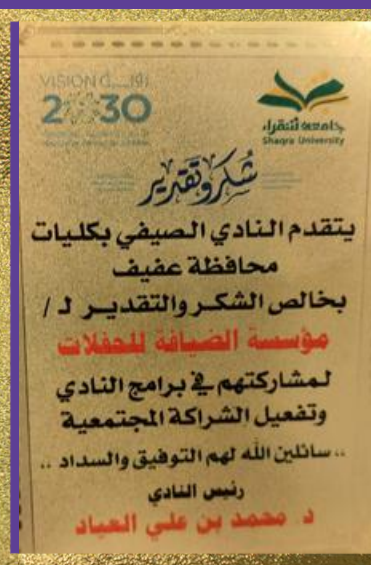 VISION رؤيــــة
2030
جامعة شقراء
Shaqra University
شكر وتقدير
يتقدم النادي الصيفي بكليات
محافظة عفيف
بخالص الشكر والتقديـر لـ /
مؤسسة الضيافة للحفلات
لمشاركتهم في برامج النادي
وتفعيل الشراكة المجتمعية
.. سائلين الله لهم التوفيق والسداد ..
رئيس النادي
د. محمد بن علي العياد